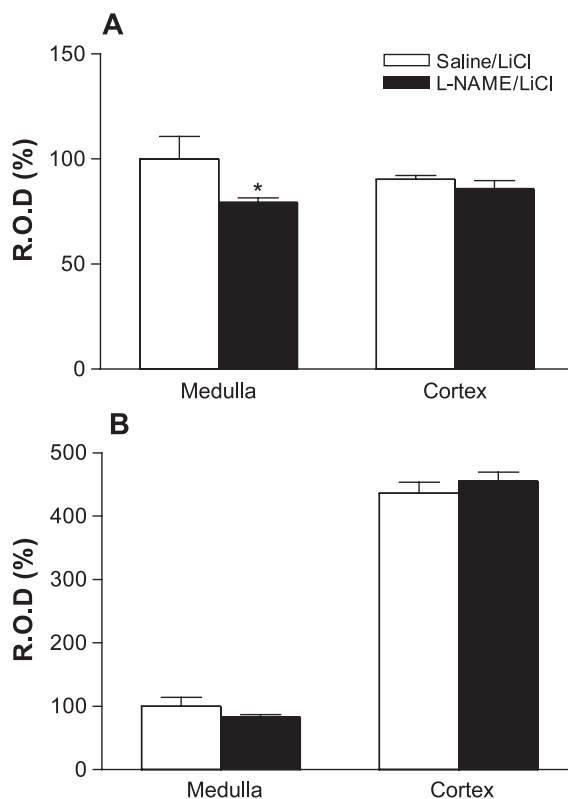 A
150
100
50
0
R.O.D (%)
Saline/LiCl
L-NAME/LiCl
*
Medulla Cortex
B
500
400
300
200
100
0
R.O.D (%)
Medulla Cortex